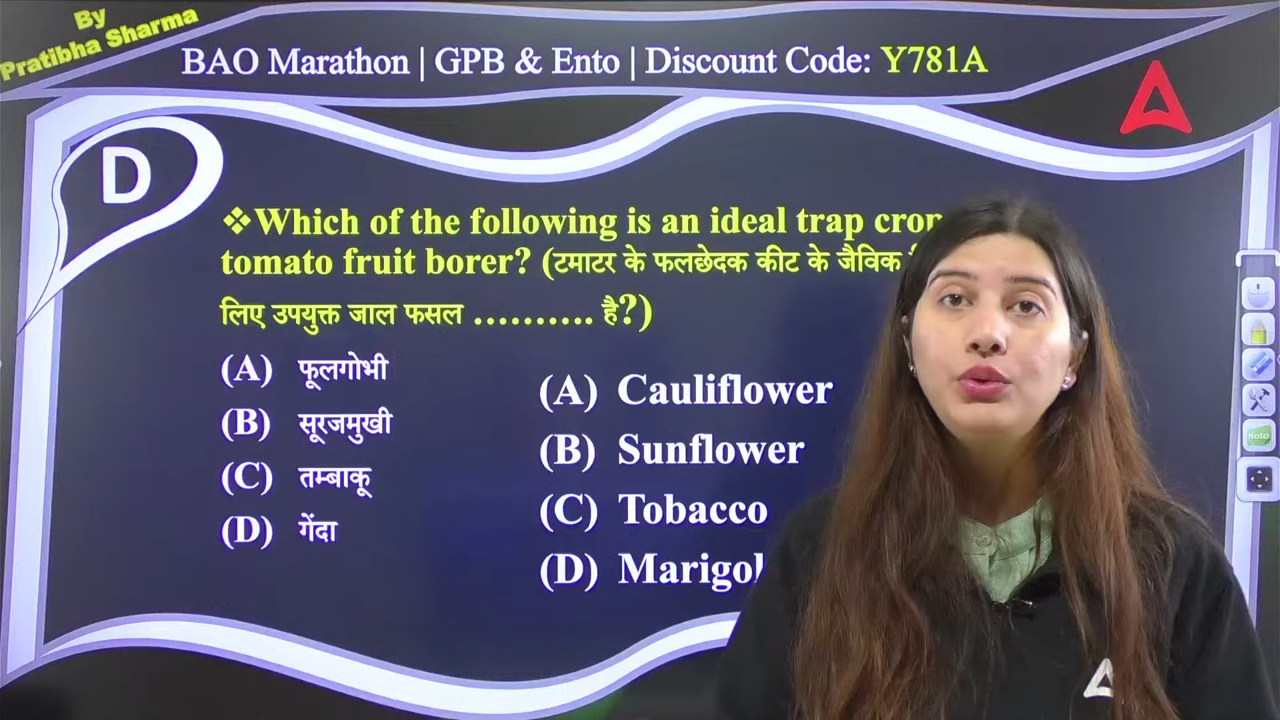 By
Pratibha Sharma
BAO Marathon | GPB & Ento | Discount Code: Y781A
D
❖Which of the following is an ideal trap crop
tomato fruit borer? (टमाटर के फलछेदक कीट के जैविक
लिए उपयुक्त जाल फसल .......... है?)
(A) फूलगोभी
(B) सूरजमुखी
(C) तम्बाकू
(D) गेंदा
(A) Cauliflower
(B) Sunflower
(C) Tobacco
(D) Marigol
Note